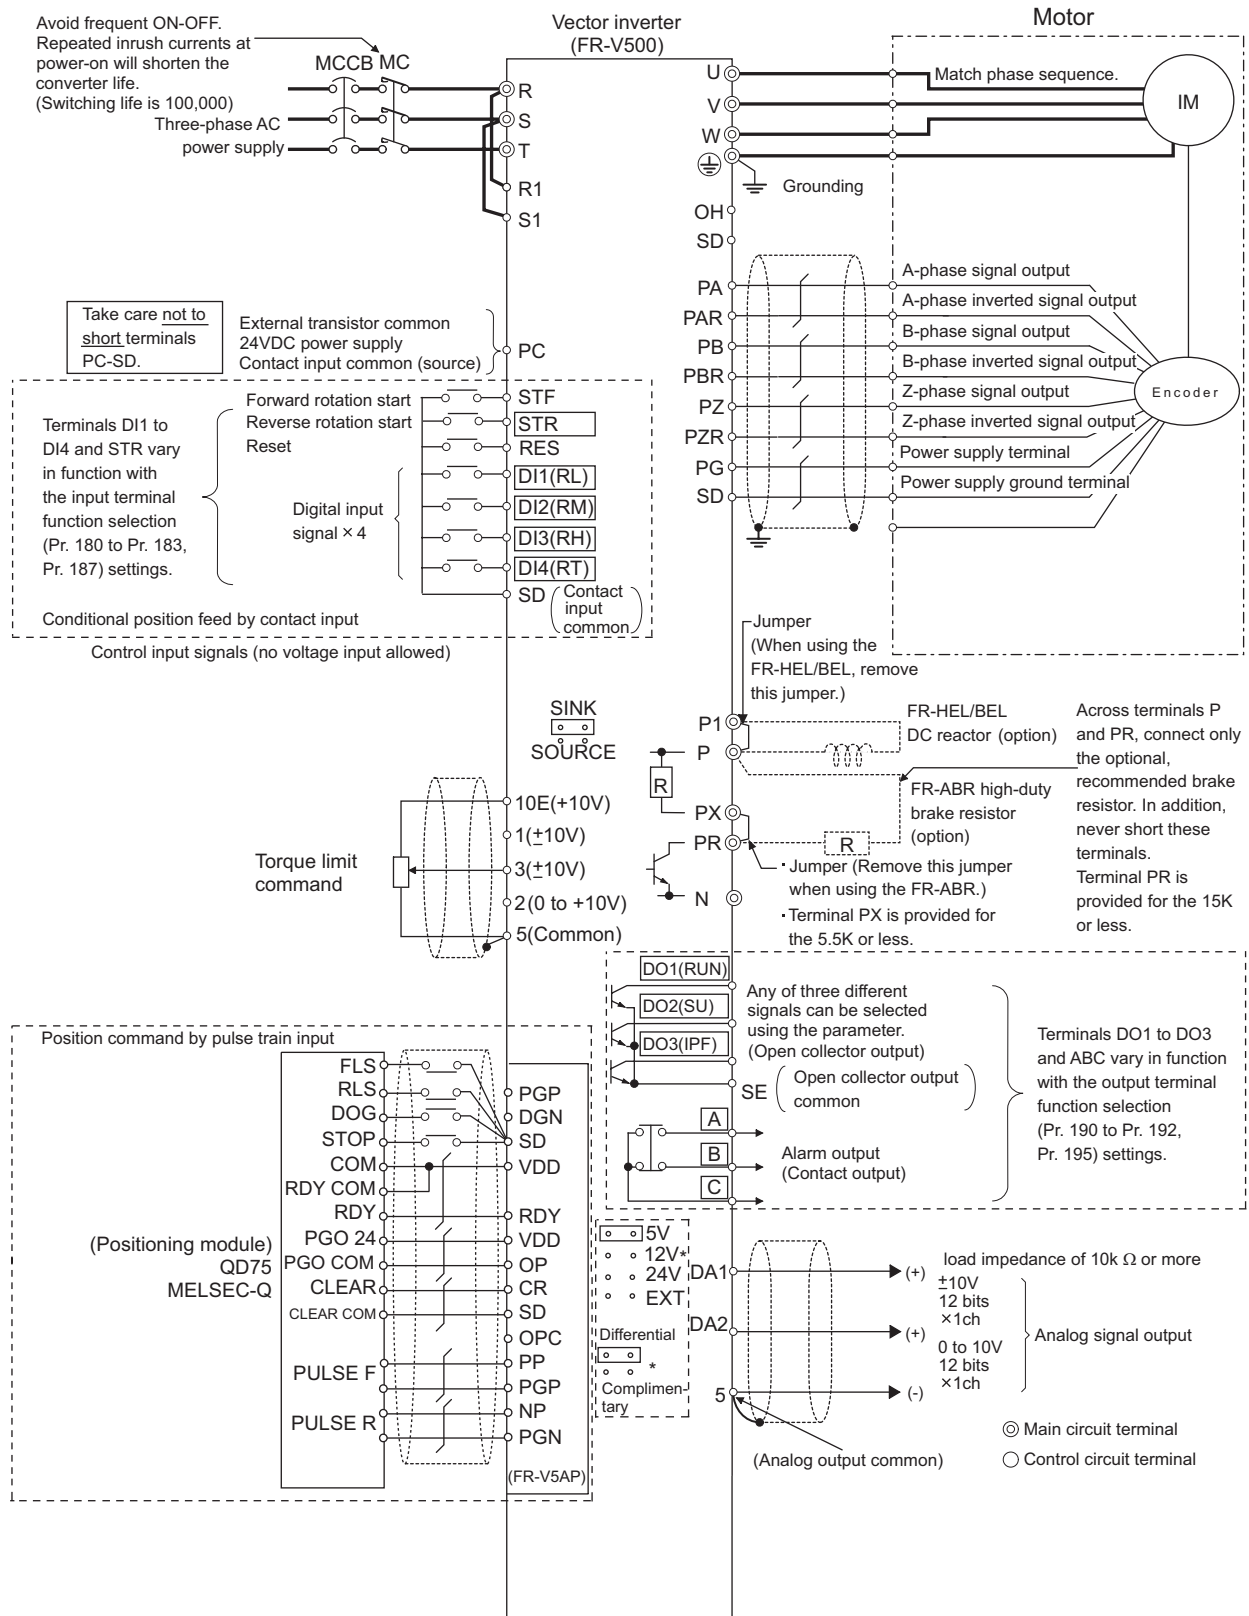 Avoid frequent ON-OFF.
Repeated inrush currents at
power-on will shorten the
converter life.
(Switching life is 100,000)
Three-phase AC
power supply
MCCB
MC
Vector inverter
(FR-V500)
Motor
R
S
T
R1
S1
U
V
W
Match phase sequence.
IM
Grounding
OH
SD
PA
PAR
PB
PBR
PZ
PZR
PG
SD
A-phase signal output
A-phase inverted signal output
B-phase signal output
B-phase inverted signal output
Z-phase signal output
Z-phase inverted signal output
Power supply terminal
Power supply ground terminal
Encoder
Take care not to
short terminals
PC-SD.
External transistor common
24VDC power supply
Contact input common (source)
PC
Terminals DI1 to
DI4 and STR vary
in function with
the input terminal
function selection
(Pr. 180 to Pr. 183,
Pr. 187) settings.
Forward rotation start
Reverse rotation start
Reset
Digital input
signal × 4
STF
STR
RES
DI1(RL)
DI2(RM)
DI3(RH)
DI4(RT)
SD
Contact
input
common
Conditional position feed by contact input
Control input signals (no voltage input allowed)
Jumper
(When using the
FR-HEL/BEL, remove
this jumper.)
SINK
SOURCE
P1
P
R
PX
PR
N
FR-HEL/BEL
DC reactor (option)
FR-ABR high-duty
brake resistor
(option)
R
Across terminals P
and PR, connect only
the optional,
recommended brake
resistor. In addition,
never short these
terminals.
Terminal PR is
provided for the 15K
or less.
· Jumper (Remove this jumper
when using the FR-ABR.)
· Terminal PX is provided for
the 5.5K or less.
Torque limit
command
10E(+10V)
1(±10V)
3(±10V)
2(0 to +10V)
5(Common)
DO1(RUN)
DO2(SU)
DO3(IPF)
SE
Any of three different
signals can be selected
using the parameter.
(Open collector output)
Open collector output
common
A
B
C
Alarm output
(Contact output)
Terminals DO1 to DO3
and ABC vary in function
with the output terminal
function selection
(Pr. 190 to Pr. 192,
Pr. 195) settings.
Position command by pulse train input
(Positioning module)
QD75
MELSEC-Q
FLS
RLS
DOG
STOP
COM
RDY COM
RDY
PGO 24
PGO COM
CLEAR
CLEAR COM
PULSE F
PULSE R
PGP
DGN
SD
VDD
RDY
VDD
OP
CR
SD
OPC
PP
PGP
NP
PGN
(FR-V5AP)
5V
12V*
24V
EXT
Differential
*
Complimen-
tary
DA1
DA2
5
(+)
(+)
(-)
load impedance of 10k Ω or more
±10V
12 bits
×1ch
0 to 10V
12 bits
×1ch
Analog signal output
(Analog output common)
Main circuit terminal
Control circuit terminal